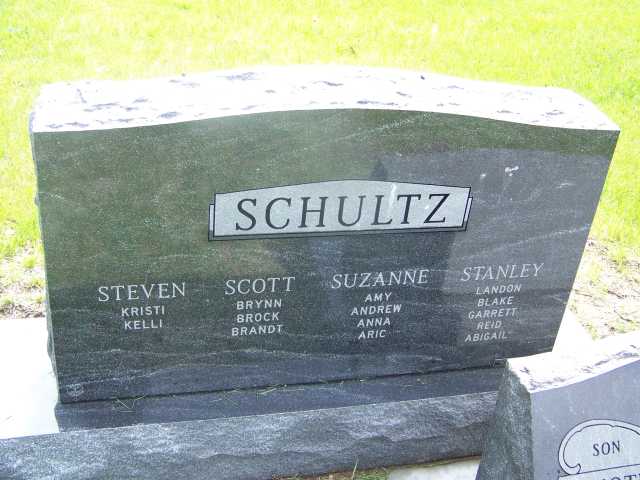 SCHULTZ
STEVEN
KRISTI
KELLI
SCOTT
BRYNN
BROCK
BRANDT
SUZANNE
AMY
ANDREW
ANNA
ARIC
STANLEY
LANDON
BLAKE
GARRETT
REID
ABIGAIL
SON